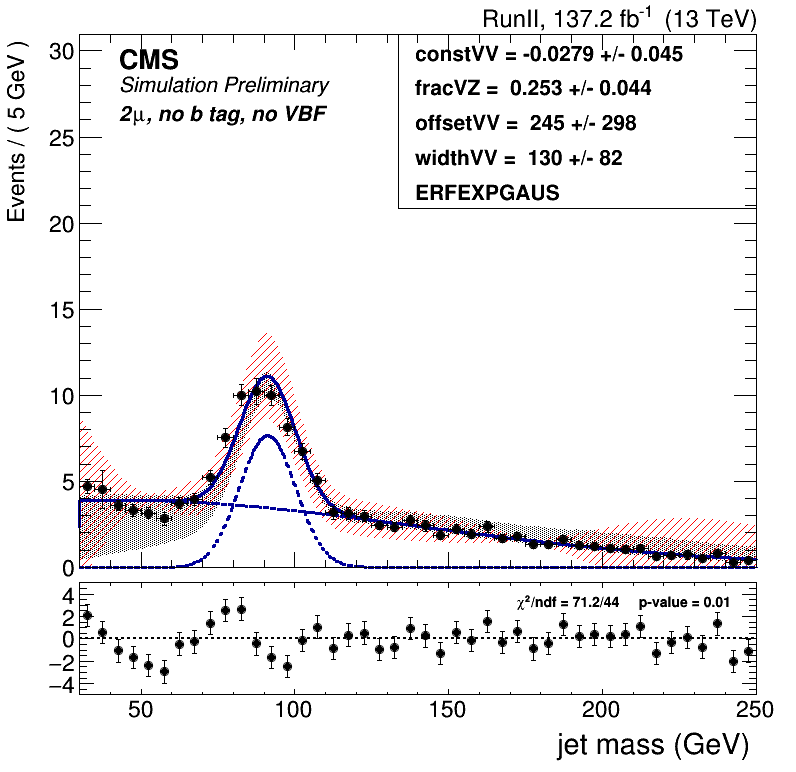 RunII, 137.2 fb-1 (13 TeV)
CMS
Simulation Preliminary
2μ, no b tag, no VBF
constVV = -0.0279 +/- 0.045
fracVZ = 0.253 +/- 0.044
offsetVV = 245 +/- 298
widthVV = 130 +/- 82
ERFEXPGAUS
Events / ( 5 GeV )
30
25
20
15
10
5
0
χ2/ndf = 71.2/44 p-value = 0.01
4
2
0
−2
−4
50 100 150 200 250
jet mass (GeV)